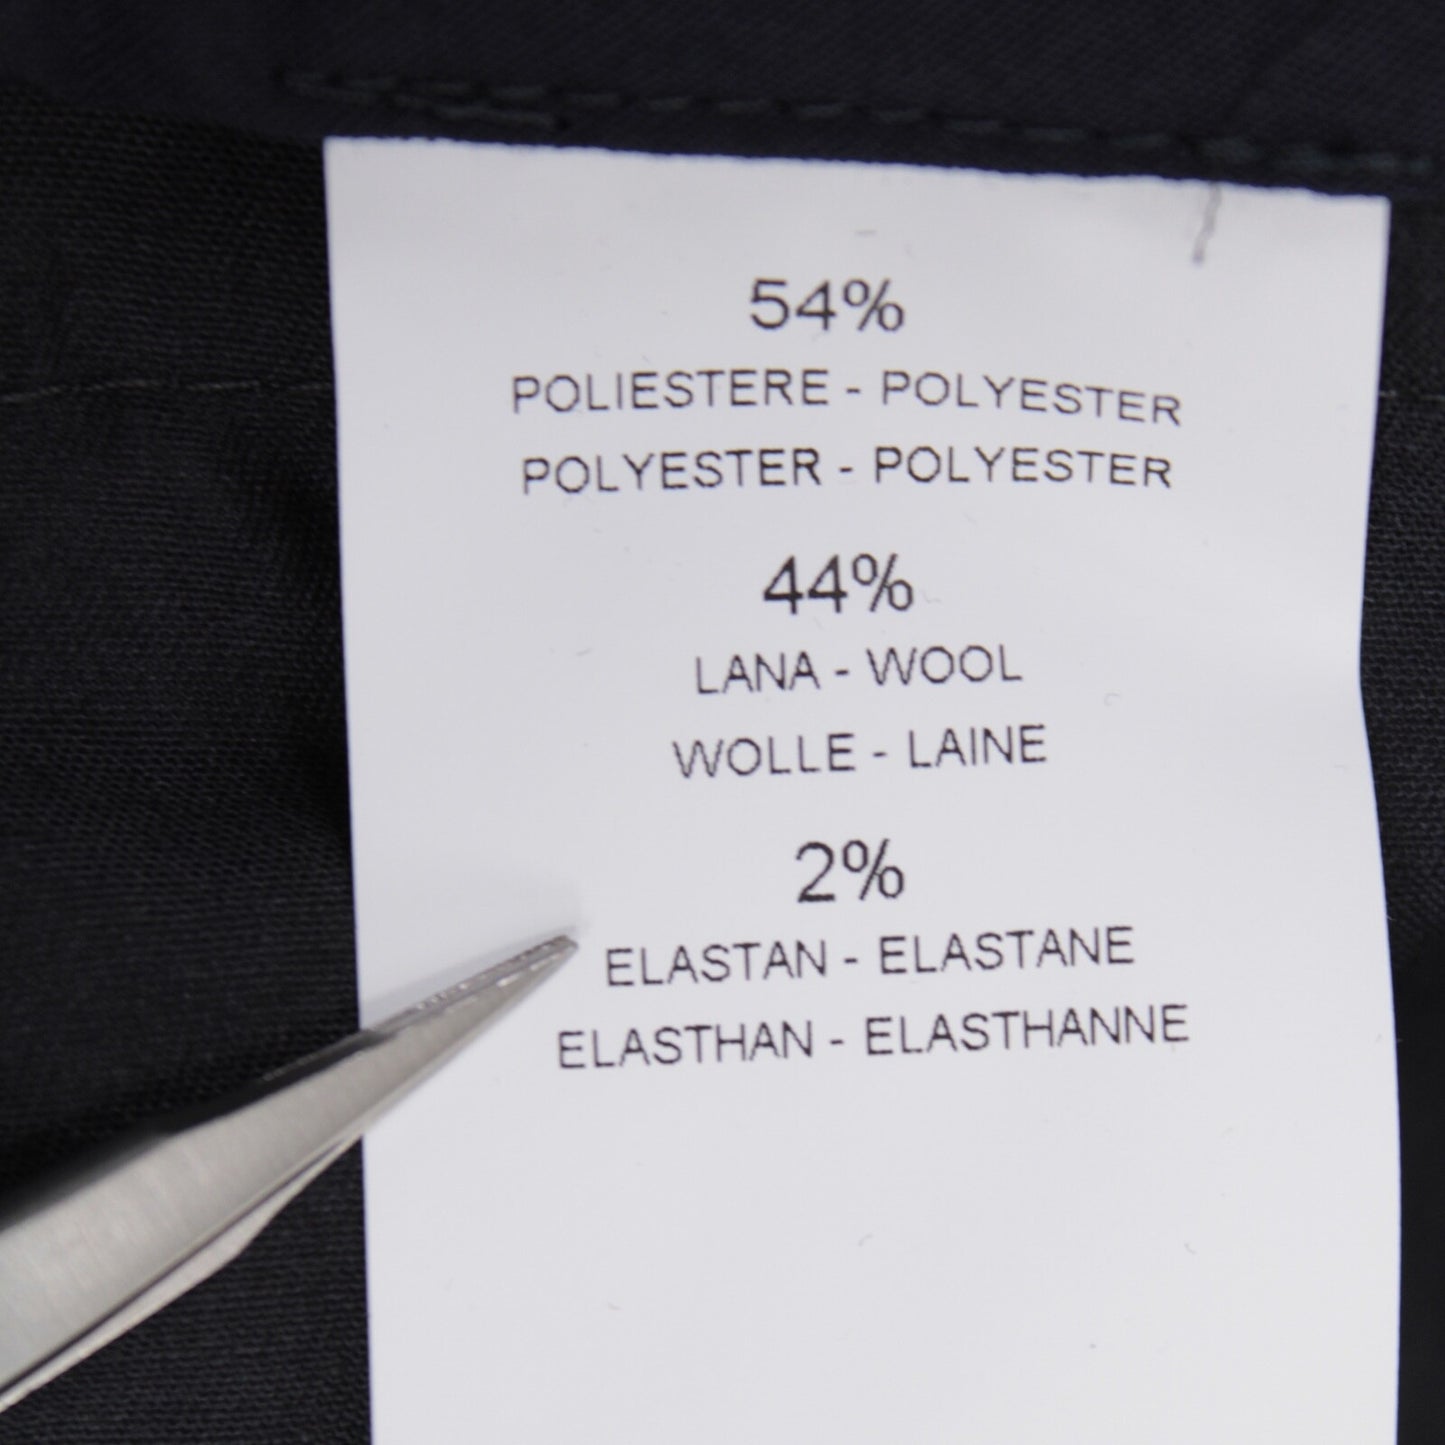 54%
POLIESTERE - POLYESTER
POLYESTER - POLYESTER
44%
LANA - WOOL
WOLLE - LAINE
2%
ELASTAN - ELASTANE
ELASTHAN - ELASTHANNE